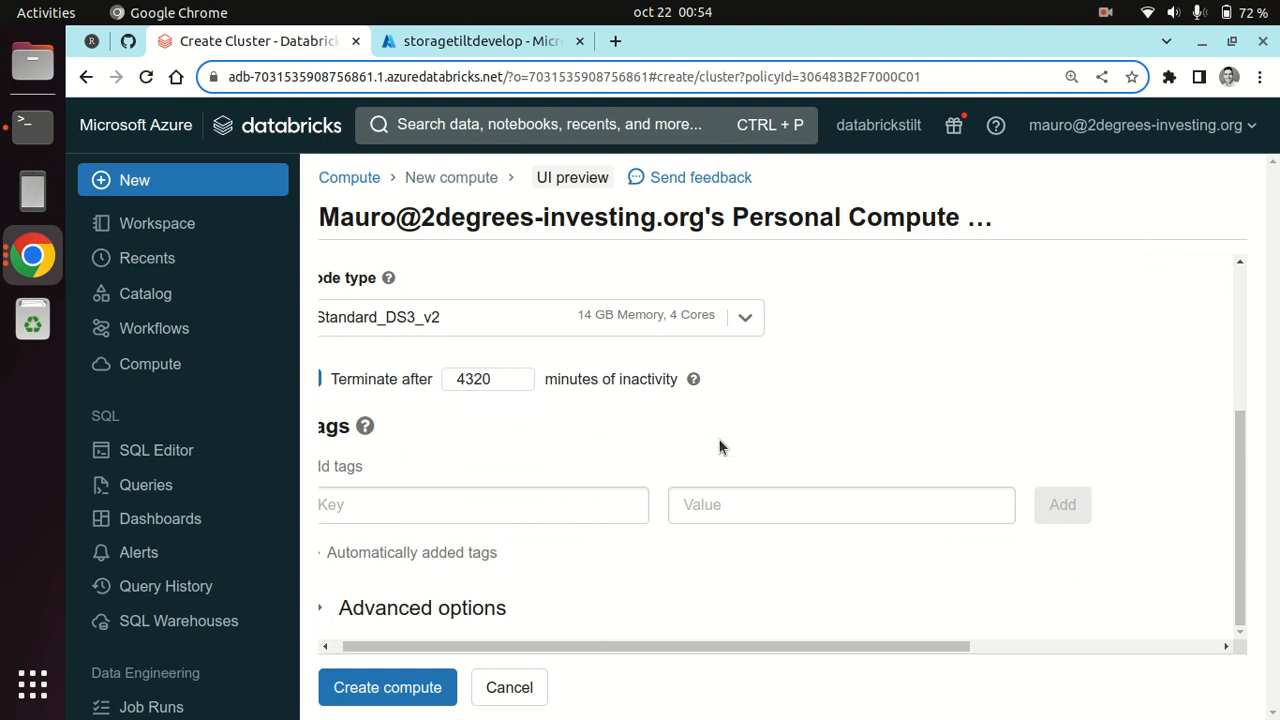 Activities
Google Chrome
oct 22 00:54
72 %
Create Cluster - Databrick
storagetiltdevelop - Micr
adb-7031535908756861.1.azuredatabricks.net/?o=7031535908756861#create/cluster?policyId=306483B2F7000C01
Microsoft Azure
databricks
Search data, notebooks, recents, and more...
CTRL + P
databrickstilt
mauro@2degrees-investing.org
New
Workspace
Recents
Catalog
Workflows
Compute
SQL
SQL Editor
Queries
Dashboards
Alerts
Query History
SQL Warehouses
Data Engineering
Job Runs
Compute > New compute > UI preview Send feedback
Mauro@2degrees-investing.org's Personal Compute …
ode type
Standard_DS3_v2
14 GB Memory, 4 Cores
Terminate after 4320 minutes of inactivity
ags
ld tags
Key
Value
Add
Automatically added tags
Advanced options
Create compute
Cancel